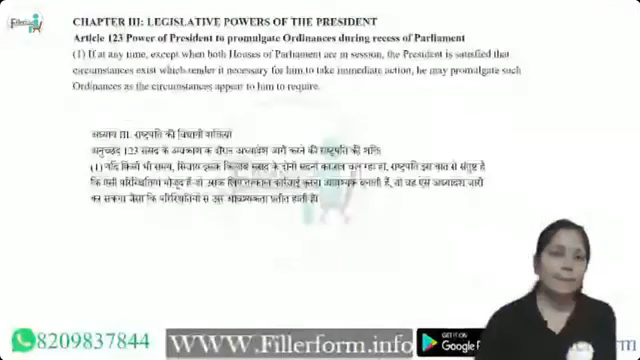 Fillerform
CHAPTER III: LEGISLATIVE POWERS OF THE PRESIDENT
Article 123 Power of President to promulgate Ordinances during recess of Parliament
(1) If at any time, except when both Houses of Parliament are in session, the President is satisfied that
circumstances exist which render it necessary for him to take immediate action, he may promulgate such
Ordinances as the circumstances appear to him to require.
अध्याय III राष्ट्रपति की विधायी शक्तियां
अनुच्छेद 123 संसद के अवकाश के दौरान अध्यादेश जारी करने की राष्ट्रपति की शक्ति
(1) यदि किसी भी समय, सिवाय इसके कि जब संसद के दोनों सदनों का सत्र चल रहा हो, राष्ट्रपति इस बात से संतुष्ट है
कि ऐसी परिस्थितियां मौजूद हैं जो उसके लिए तत्काल कार्रवाई करना आवश्यक बनाती हैं, तो वह ऐसे अध्यादेश जारी
कर सकता जैसा कि परिस्थितियों से उसे आवश्यकता प्रतीत होती है।
8209837844
WWW.Fillerform.info
GET IT ON
Google